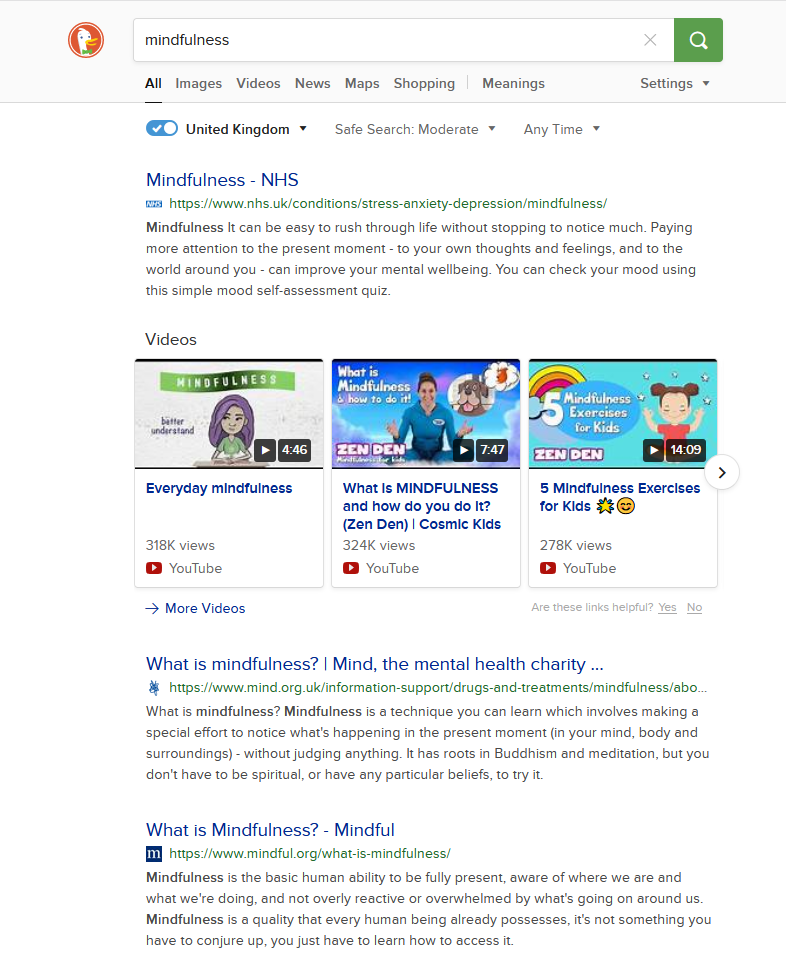 mindfulness
All Images Videos News Maps Shopping Meanings Settings
United Kingdom Safe Search: Moderate Any Time
Mindfulness - NHS
NHS https://www.nhs.uk/conditions/stress-anxiety-depression/mindfulness/
Mindfulness It can be easy to rush through life without stopping to notice much. Paying
more attention to the present moment - to your own thoughts and feelings, and to the
world around you - can improve your mental wellbeing. You can check your mood using
this simple mood self-assessment quiz.
Videos
MINDFULNESS
better
understand
4:46
What is
Mindfulness
& how to do it!
ZEN DEN
Mindfulness for kids
7:47
5 Mindfulness
Exercises
for Kids
ZEN DEN
14:09
Everyday mindfulness
318K views
YouTube
What is MINDFULNESS
and how do you do it?
(Zen Den) | Cosmic Kids
324K views
YouTube
5 Mindfulness Exercises
for Kids 🌟😊
278K views
YouTube
More Videos
Are these links helpful? Yes No
What is mindfulness? | Mind, the mental health charity ...
https://www.mind.org.uk/information-support/drugs-and-treatments/mindfulness/abo...
What is mindfulness? Mindfulness is a technique you can learn which involves making a
special effort to notice what's happening in the present moment (in your mind, body and
surroundings) - without judging anything. It has roots in Buddhism and meditation, but you
don't have to be spiritual, or have any particular beliefs, to try it.
What is Mindfulness? - Mindful
m https://www.mindful.org/what-is-mindfulness/
Mindfulness is the basic human ability to be fully present, aware of where we are and
what we're doing, and not overly reactive or overwhelmed by what's going on around us.
Mindfulness is a quality that every human being already possesses, it's not something you
have to conjure up, you just have to learn how to access it.